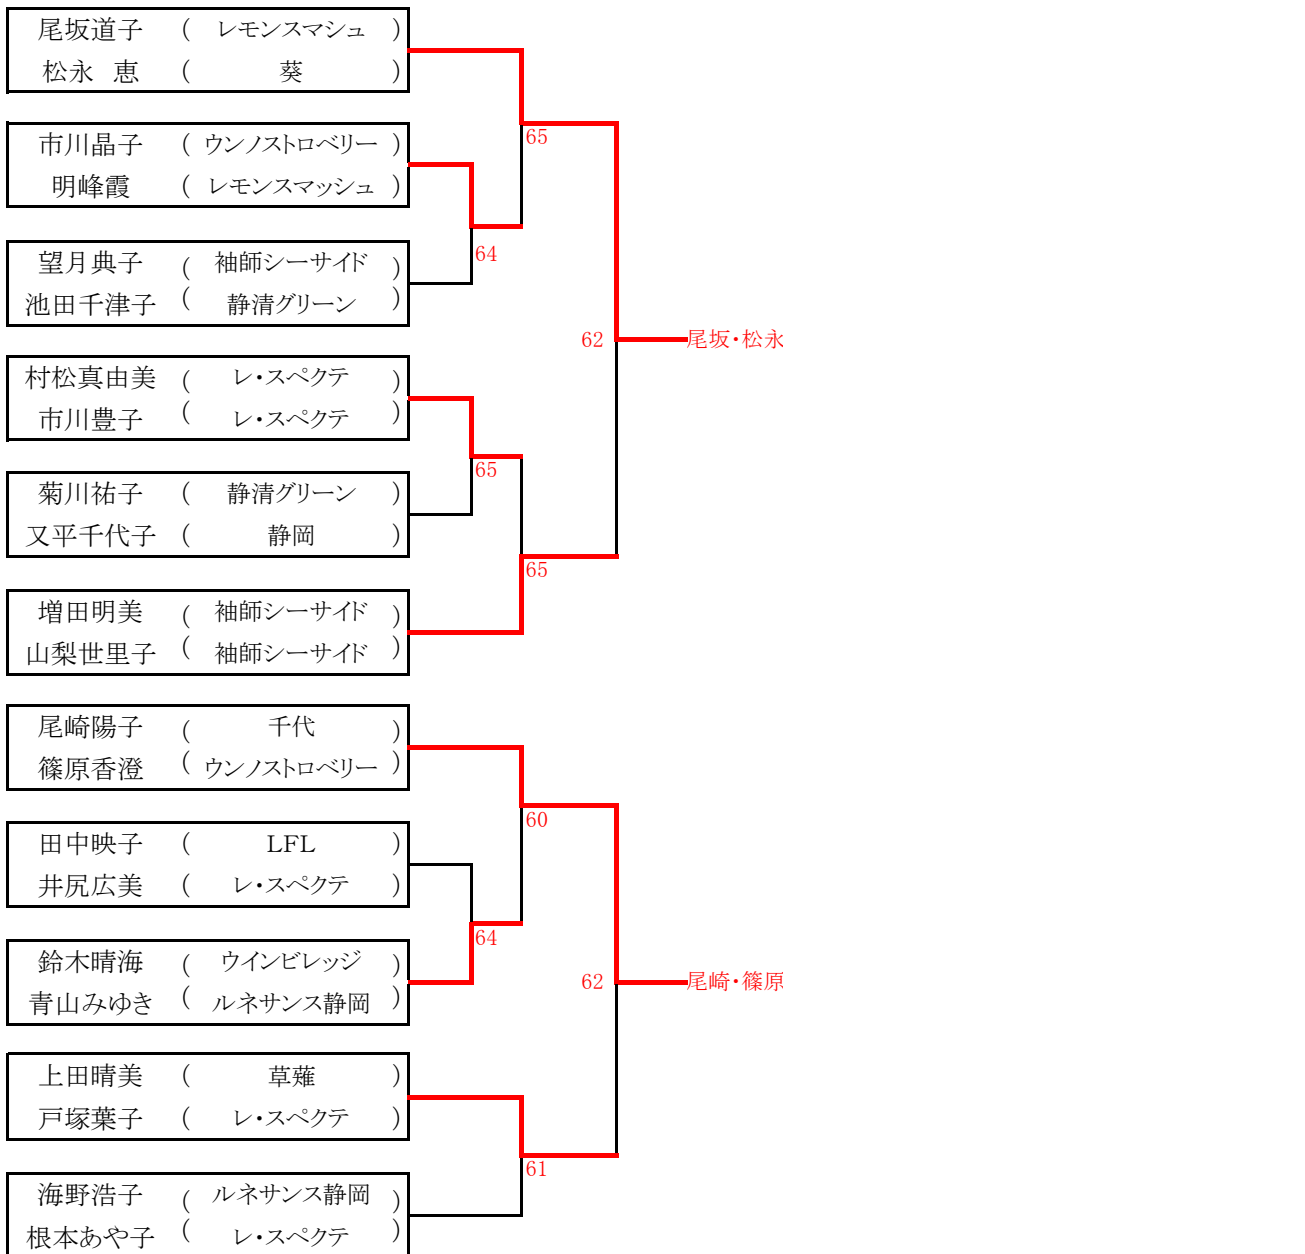 尾坂道子 ( レモンスマシュ )
松永 恵 ( 葵 )
65
市川晶子 ( ウンノストロベリー )
明峰霞 ( レモンスマッシュ )
64
望月典子 ( 袖師シーサイド )
池田千津子 ( 静清グリーン )
62 尾坂・松永
村松真由美 ( レ・スペクテ )
市川豊子 ( レ・スペクテ )
65
菊川祐子 ( 静清グリーン )
又平千代子 ( 静岡 )
65
増田明美 ( 袖師シーサイド )
山梨世里子 ( 袖師シーサイド )
尾崎陽子 ( 千代 )
篠原香澄 ( ウンノストロベリー )
60
田中映子 ( LFL )
井尻広美 ( レ・スペクテ )
64
鈴木晴海 ( ウインビレッジ )
62 尾崎・篠原
青山みゆき ( ルネサンス静岡 )
上田晴美 ( 草薙 )
戸塚葉子 ( レ・スペクテ )
61
海野浩子 ( ルネサンス静岡 )
根本あや子 ( レ・スペクテ )